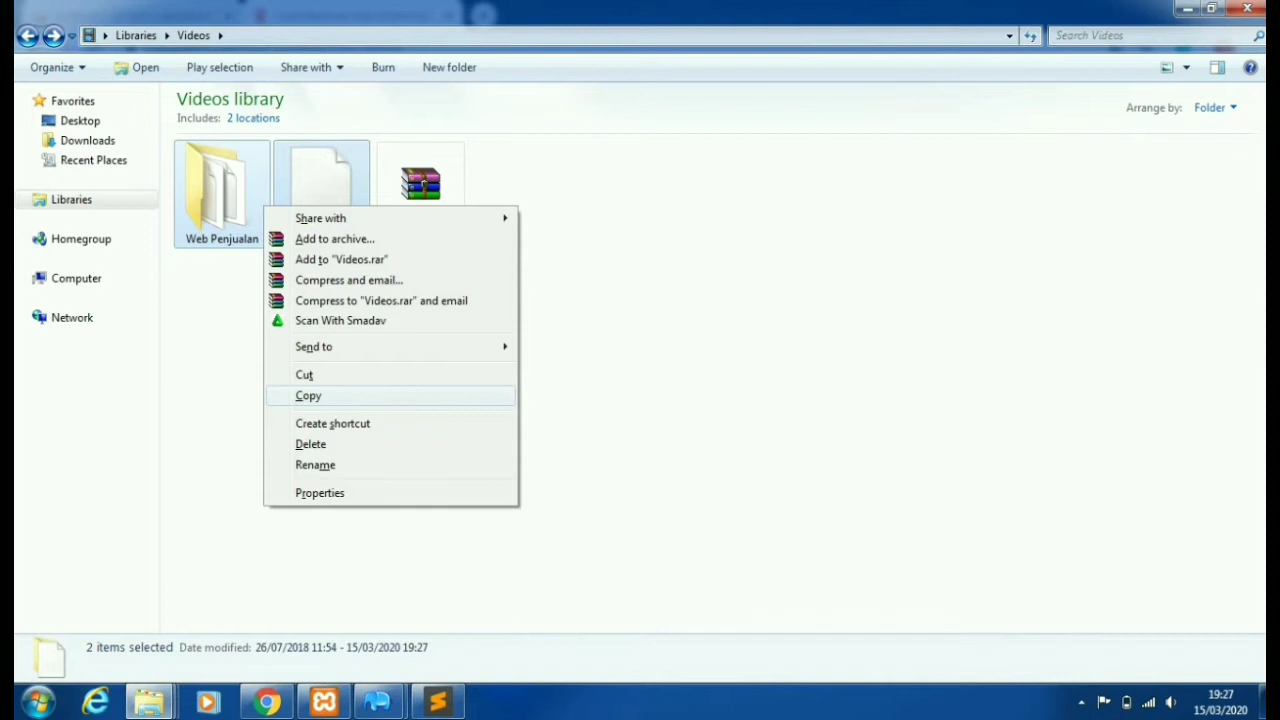 Libraries Videos
Search Videos
Organize Open Play selection Share with Burn New folder
Favorites
Desktop
Downloads
Recent Places
Libraries
Homegroup
Computer
Network
Videos library
Includes: 2 locations
Arrange by: Folder
Web Penjualan
Share with
Add to archive...
Add to "Videos.rar"
Compress and email...
Compress to "Videos.rar" and email
Scan With Smadav
Send to
Cut
Copy
Create shortcut
Delete
Rename
Properties
2 items selected Date modified: 26/07/2018 11:54 - 15/03/2020 19:27
19:27
15/03/2020